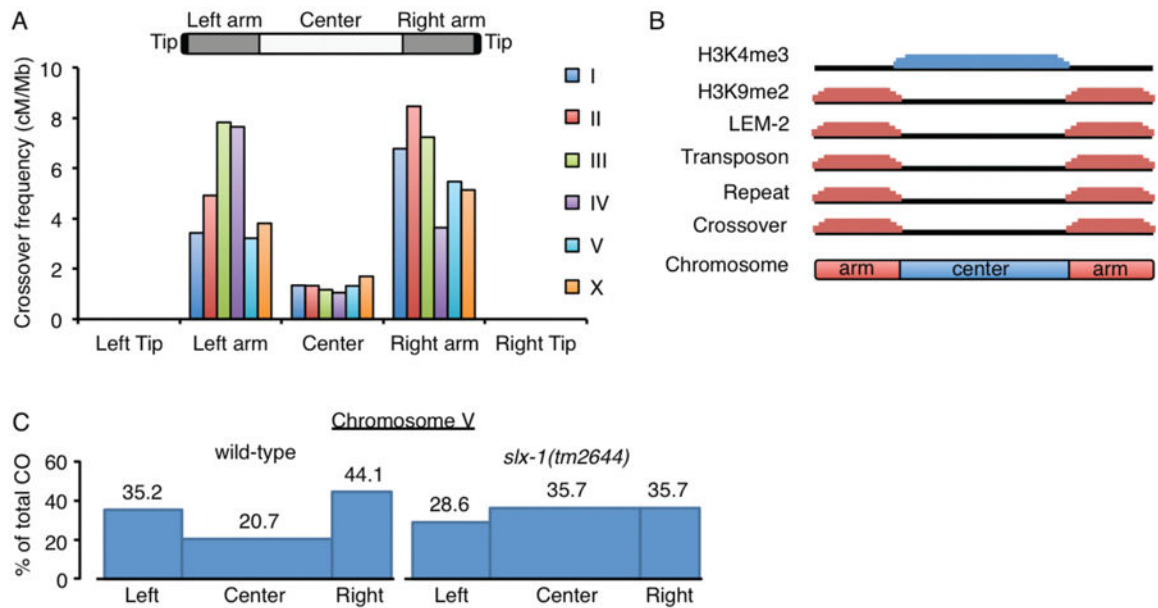 A
Left arm Center Right arm
Tip Tip
Crossover frequency (cM/Mb)
10
8
6
4
2
0
Left Tip Left arm Center Right arm Right Tip
I
II
III
IV
V
X
B
H3K4me3
H3K9me2
LEM-2
Transposon
Repeat
Crossover
Chromosome arm center arm
C
Chromosome V
wild-type slx-1(tm2644)
% of total CO
60
40
20
0
35.2 20.7 44.1 28.6 35.7 35.7
Left Center Right Left Center Right